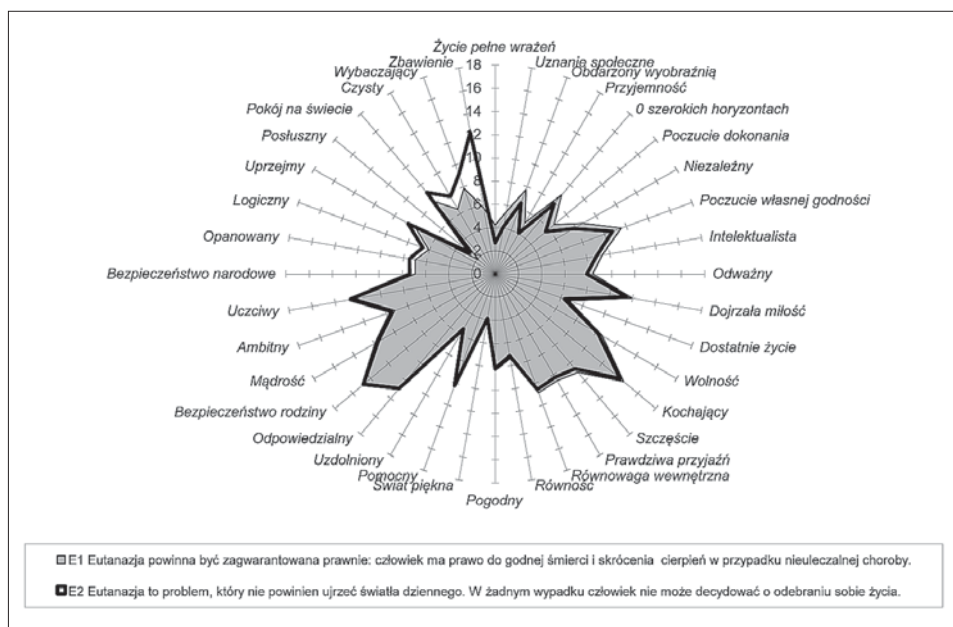 Życie pełne wrażeń
Uznanie społeczne
Obdarzony wyobraźnią
Przyjemność
0 szerokich horyzontach
Poczucie dokonania
Niezależny
Poczucie własnej godności
Intelektualista
Odważny
Dojrzała miłość
Dostatnie życie
Wolność
Kochający
Szczęście
Prawdziwa przyjaźń
Równowaga wewnętrzna
Równość
Pogodny
Świat piękna
Pomocny
Uzdolniony
Odpowiedzialny
Bezpieczeństwo rodziny
Mądrość
Ambitny
Uczciwy
Bezpieczeństwo narodowe
Opanowany
Logiczny
Uprzejmy
Posłuszny
Pokój na świecie
Czysty
Wybaczający
Zbawienie
18
16
14
12
10
8
6
4
2
0
E1 Eutanazja powinna być zagwarantowana prawnie: człowiek ma prawo do godnej śmierci i skrócenia cierpień w przypadku nieuleczalnej choroby.
E2 Eutanazja to problem, który nie powinien ujrzeć światła dziennego. W żadnym wypadku człowiek nie może decydować o odebraniu sobie życia.